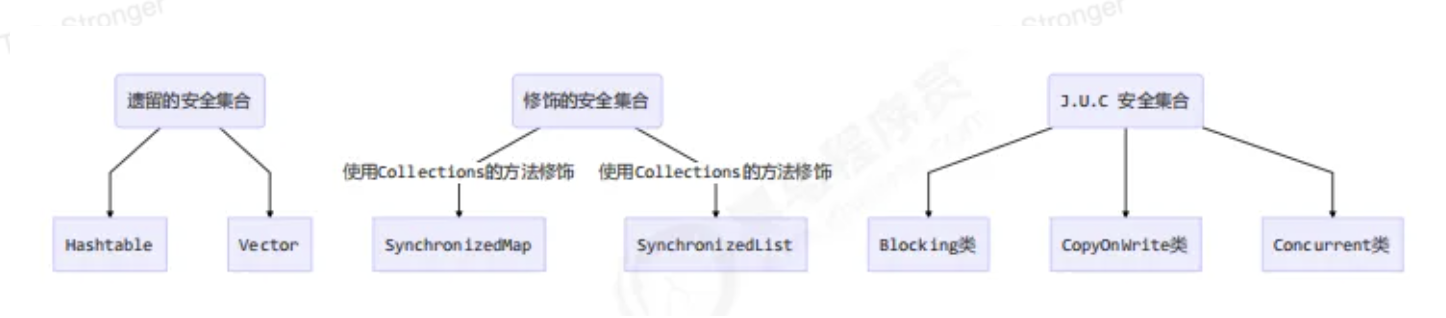 Stronger
Stronger
遗留的安全集合
修饰的安全集合
J.U.C 安全集合
使用Collections的方法修饰
使用Collections的方法修饰
Hashtable
Vector
SynchronizedMap
SynchronizedList
Blocking类
CopyOnWrite类
Concurrent类